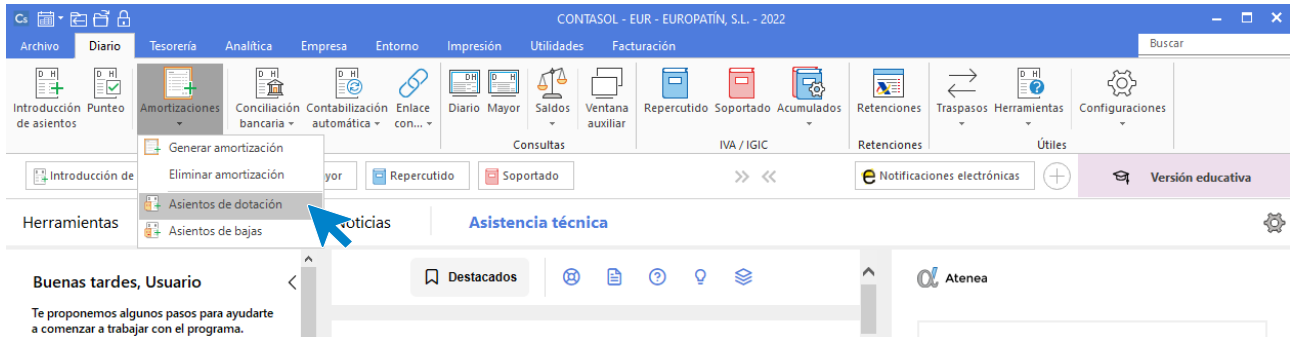 Cs
CONTASOL - EUR - EUROPATÍN, S.L. - 2022
Archivo Diario Tesorería Analítica Empresa Entorno Impresión Utilidades Facturación Buscar
Introducción de asientos
Punteo
Amortizaciones
Conciliación bancaria
Contabilización automática
Enlace con...
Diario
Mayor
Saldos
Ventana auxiliar
Repercutido
Soportado
Acumulados
Retenciones
Traspasos
Herramientas
Configuraciones
Consultas
IVA / IGIC
Retenciones
Útiles
Generar amortización
Eliminar amortización
Asientos de dotación
Asientos de bajas
Introducción de
yor
Repercutido
Soportado
Notificaciones electrónicas
Versión educativa
Herramientas
Noticias
Asistencia técnica
Buenas tardes, Usuario
Te proponemos algunos pasos para ayudarte
a comenzar a trabajar con el programa.
Destacados
Atenea